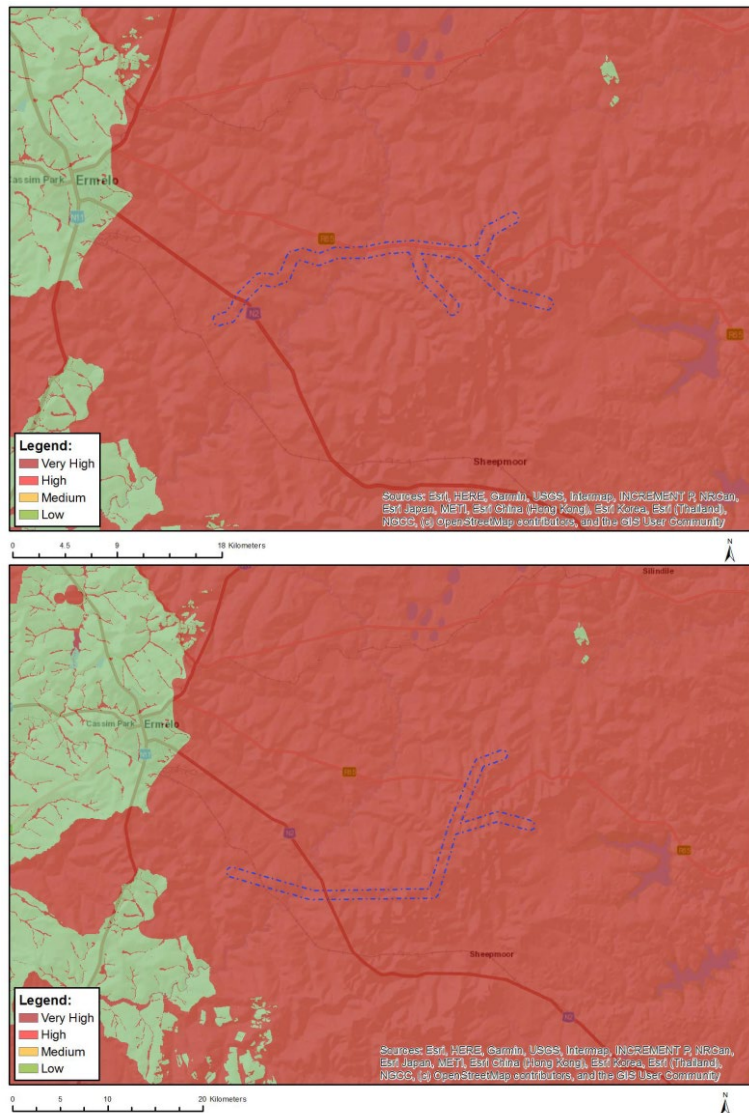 Cassim Park
Ermelo
N11
R65
N2
R65
Sheepmoor
Legend:
Very High
High
Medium
Low
Sources: Esri, HERE, Garmin, USGS, Intermap, INCREMENT P, NRCan,
Esri Japan, METI, Esri China (Hong Kong), Esri Korea, Esri (Thailand),
NGCC, (c) OpenStreetMap contributors, and the GIS User Community
0 4.5 9 18 Kilometers
N
Silindile
Cassim Park
Ermelo
N11
R65
N2
R65
Sheepmoor
N2
Legend:
Very High
High
Medium
Low
Sources: Esri, HERE, Garmin, USGS, Intermap, INCREMENT P, NRCan,
Esri Japan, METI, Esri China (Hong Kong), Esri Korea, Esri (Thailand),
NGCC, (c) OpenStreetMap contributors, and the GIS User Community
0 5 10 20 Kilometers
N